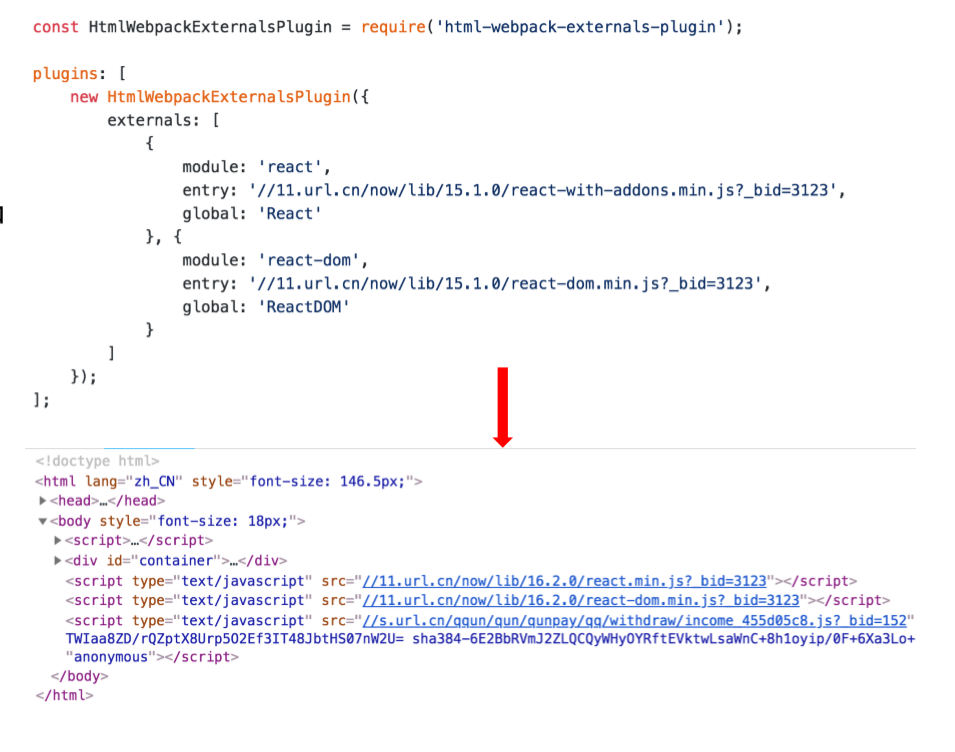 const HtmlWebpackExternalsPlugin = require('html-webpack-externals-plugin');
plugins: [
new HtmlWebpackExternalsPlugin({
externals: [
{
module: 'react',
entry: '//11.url.cn/now/lib/15.1.0/react-with-addons.min.js?_bid=3123',
global: 'React'
}, {
module: 'react-dom',
entry: '//11.url.cn/now/lib/15.1.0/react-dom.min.js?_bid=3123',
global: 'ReactDOM'
}
]
});
];
<!doctype html>
<html lang="zh_CN" style="font-size: 146.5px;">
<head>…</head>
<body style="font-size: 18px;">
<script>…</script>
<div id="container">…</div>
<script type="text/javascript" src="//11.url.cn/now/lib/16.2.0/react.min.js?_bid=3123"></script>
<script type="text/javascript" src="//11.url.cn/now/lib/16.2.0/react-dom.min.js?_bid=3123"></script>
<script type="text/javascript" src="//s.url.cn/qqun/qun/qunpay/qq/withdraw/income_455d05c8.js?_bid=152"
TWIaa8ZD/rQZptX8Urp5O2Ef3IT48JbtHS07nW2U= sha384-6E2BbRVmJ2ZLQCQyWHyOYRftEVktwLsaWnC+8h1oyip/0F+6Xa3Lo+
"anonymous"></script>
</body>
</html>